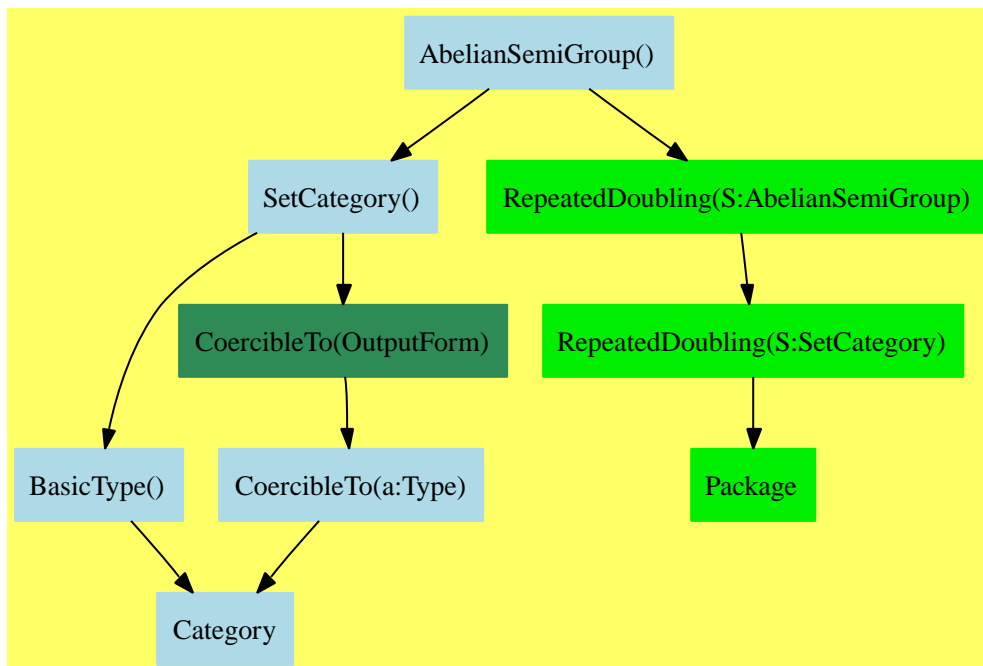 AbelianSemiGroup()
SetCategory()
RepeatedDoubling(S:AbelianSemiGroup)
CoercibleTo(OutputForm)
RepeatedDoubling(S:SetCategory)
BasicType()
CoercibleTo(a:Type)
Package
Category